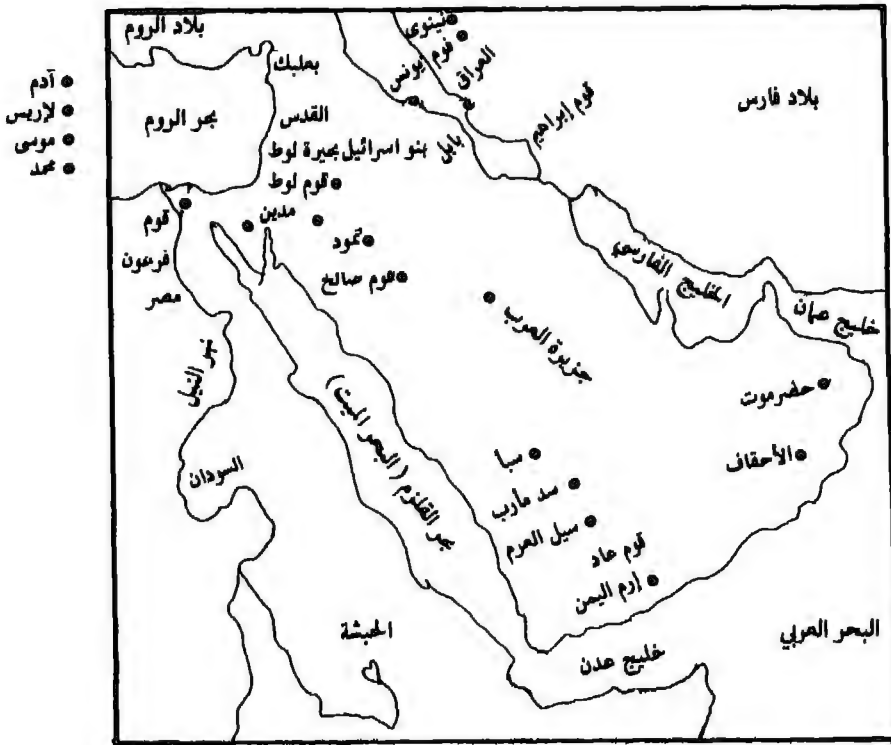 آدم
لإريس
موسى
محمد
بلاد الروم
بحر الروم
بعلبك
القدس
بنو اسرائيل بحيرة لوط
قوم لوط
مدين
ثمود
قوم صالح
قوم
فرعون
مصر
نهر النيل
السودان
الحبشة
نينوى
قوم يونس
العراق
بابل
قوم إبراهيم
بلاد فارس
الخليج الفارسي
خليج عمان
جزيرة العرب
حضرموت
الأحقاف
سبأ
سد مأرب
سيل العرم
قوم عاد
إرم اليمن
بحر القلزم (البحر الميت)
خليج عدن
البحر العربي